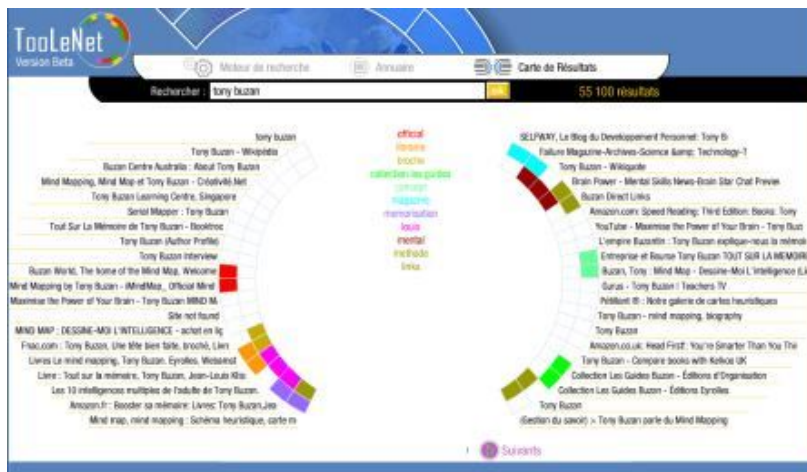 TooLeNet
Version Beta
Moteur de recherche
Annuaire
Carte de Résultats
Rechercher : tony buzan
ok
55 100 résultats
tony buzan
Tony Buzan - Wikipédia
Buzan Centre Australia : About Tony Buzan
Mind Mapping, Mind Map et Tony Buzan - Créativité.Net
Tony Buzan Learning Centre, Singapore
Serial Mapper : Tony Buzan
Tout Sur La Mémoire de Tony Buzan - Booktroc
Tony Buzan (Author Profile)
Tony Buzan Interview
Buzan World, The home of the Mind Map, Welcome
Mind Mapping by Tony Buzan - iMindMap, Official Mind
Maximise the Power of Your Brain - Tony Buzan MIND M
Site not found
MIND MAP : DESSINE-MOI L'INTELLIGENCE - achat en lig
Fnac.com : Tony Buzan, Une tête bien faite, broché, Livr
Livres Le mind mapping, Tony Buzan, Eyrolles,
Livre : Tout sur la mémoire, Tony Buzan, Jean-Louis Klis
Les 10 intelligences multiples de l'adulte de Tony Buzan.
Amazon.fr : Booster sa mémoire: Livres: Tony Buzan,Jea
Mind map, mind mapping : Schéma heuristique, carte m
official
librairie
broche
collection les guides
concept
magazine
memorisation
louis
mental
methode
links
SELFWAY, Le Blog du Developpement Personnel: Tony B
Failure Magazine-Archives-Science &amp; Technology-T
Tony Buzan - Wikiquote
Brain Power - Mental Skills News-Brain Star Chat Previe
Buzan Direct Links
Amazon.com: Speed Reading: Third Edition: Books: Tony
YouTube - Maximise the Power of Your Brain - Tony Buz
L'empire Buzantin : Tony Buzan explique-nous la mémoi
Entreprise et Bourse Tony Buzan TOUT SUR LA MEMOIRE
Buzan, Tony : Mind Map - Dessine-Moi L'intelligence (Li
Gurus - Tony Buzan | Teachers TV
Pétillant ® : Notre galerie de cartes heuristiques
Tony Buzan - mind mapping, biography
Tony Buzan
Amazon.co.uk: Head First!: You're Smarter Than You Thin
Tony Buzan - Compare books with Kelkoo UK
Collection Les Guides Buzan - Éditions d'Organisation
Collection Les Guides Buzan - Éditions Eyrolles
Tony Buzan
(Gestion du savoir) > Tony Buzan parle du Mind Mapping
Suivants